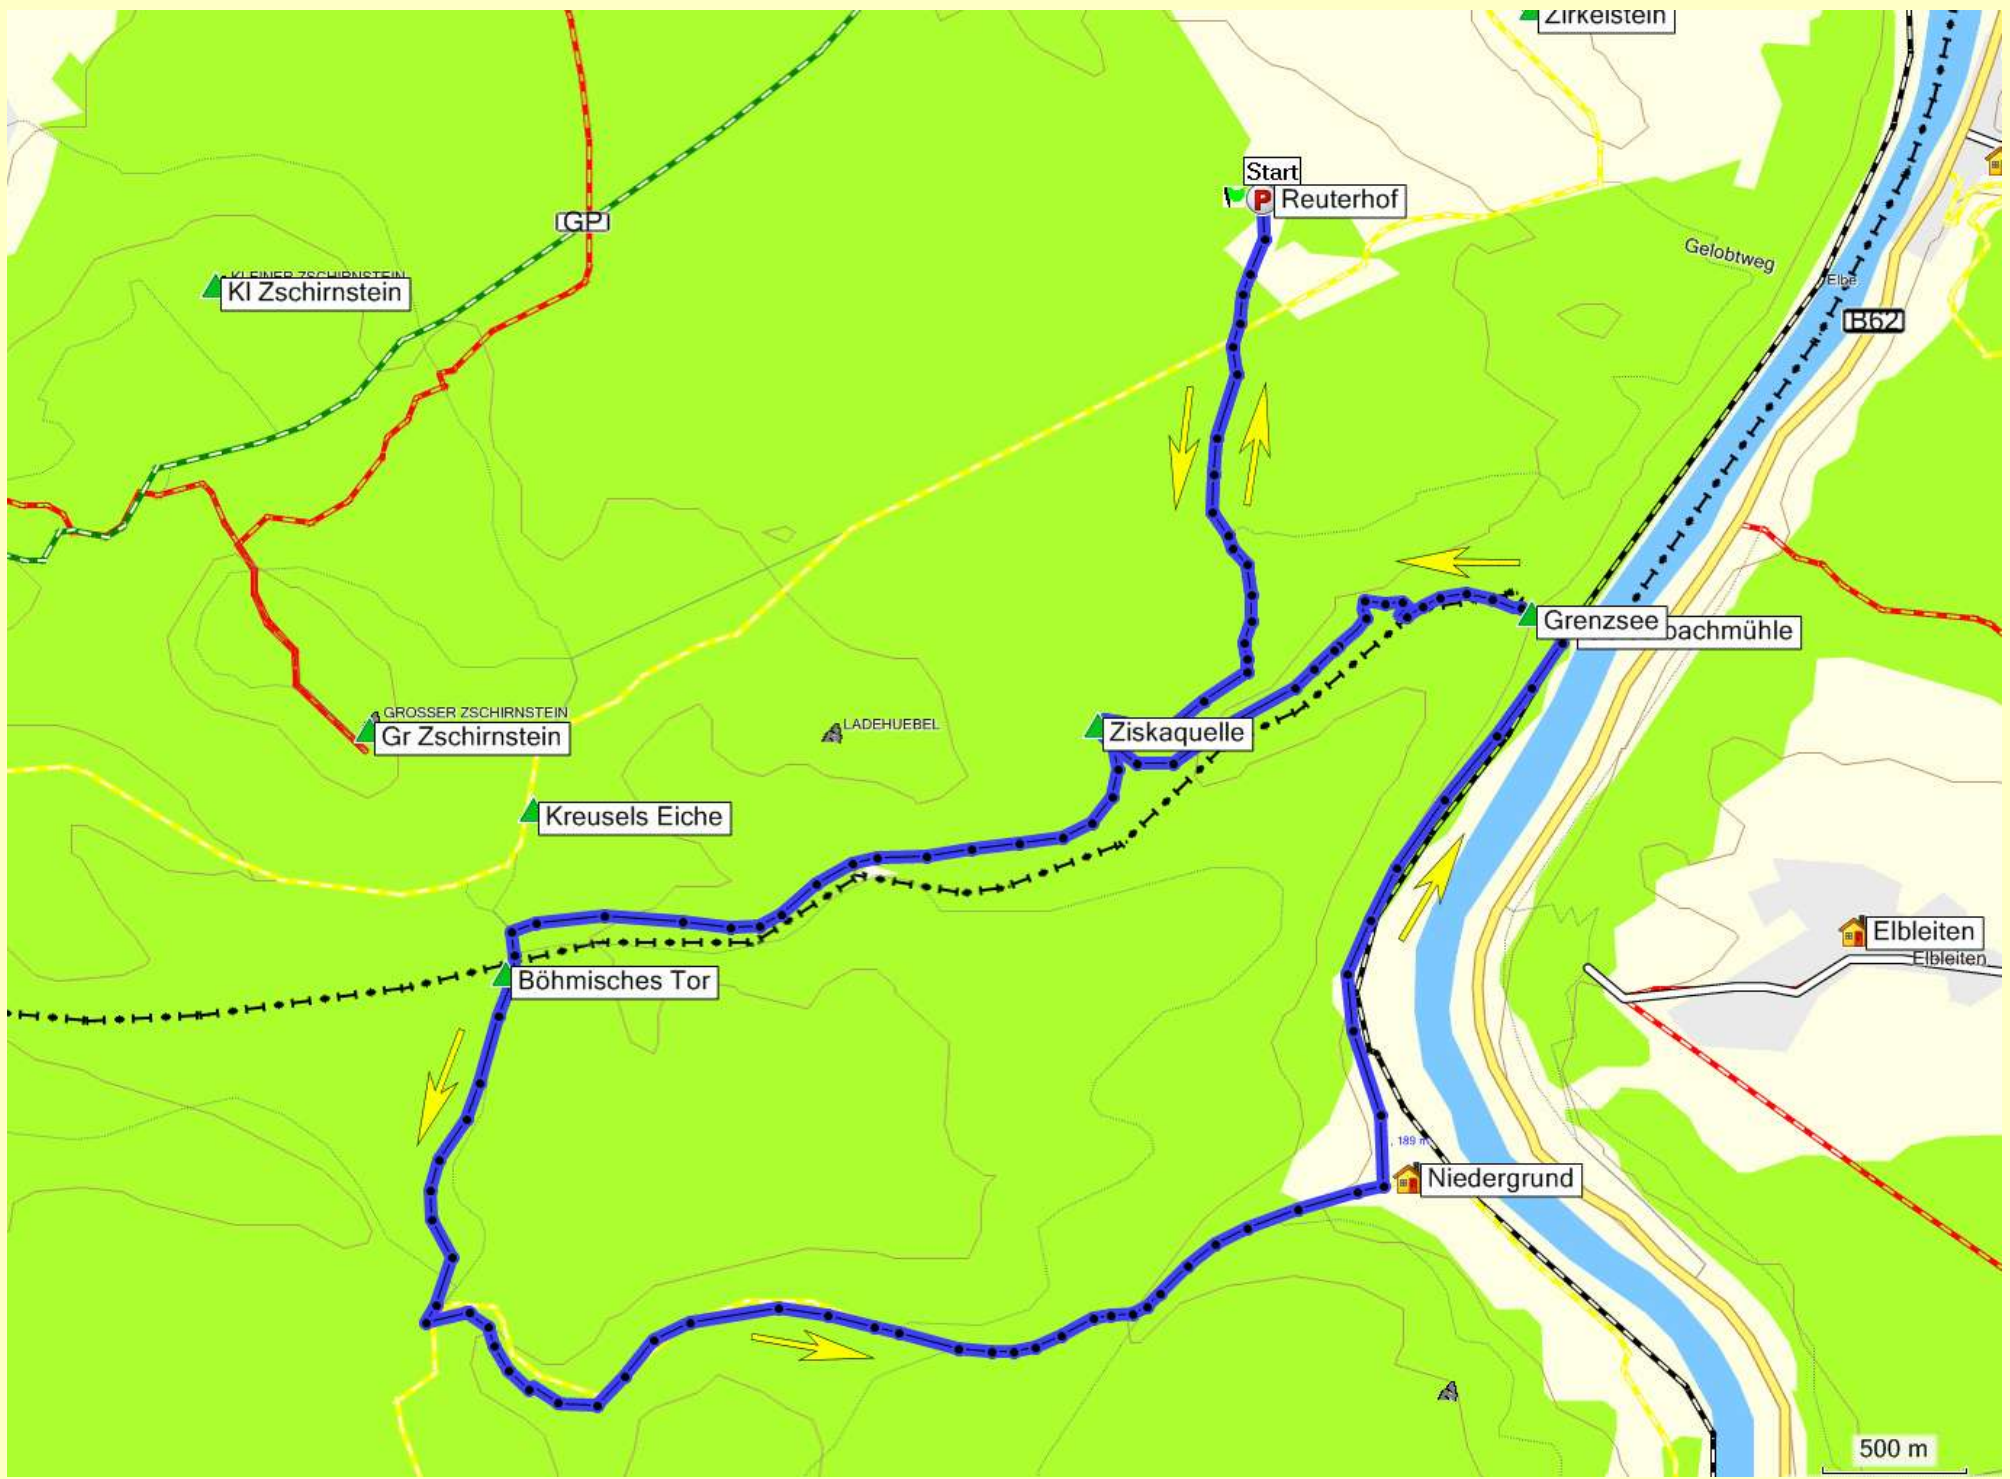 Zirkelstein
Start
Reuterhof
GP
Gelobtweg
KLEINER ZSCHIRNSTEIN
Kl Zschirnstein
Elbe
B62
Grenzsee
bachmühle
GROSSER ZSCHIRNSTEIN
Gr Zschirnstein
LADEHUEBEL
Ziskaquelle
Kreusels Eiche
Elbleiten
Elbleiten
Böhmisches Tor
, 189 m
Niedergrund
500 m